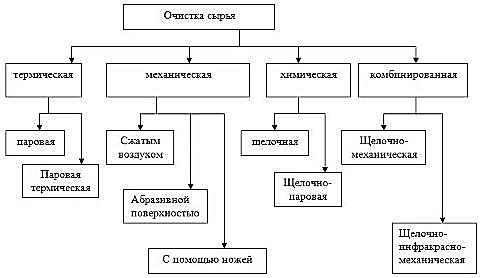 Очистка сырья
термическая
механическая
химическая
комбинированная
паровая
Паровая
термическая
Сжатым
воздухом
Абразивной
поверхностью
С помощью ножей
щелочная
Щелочно-
паровая
Щелочно-
механическая
Щелочно-
инфракрасно-
механическая